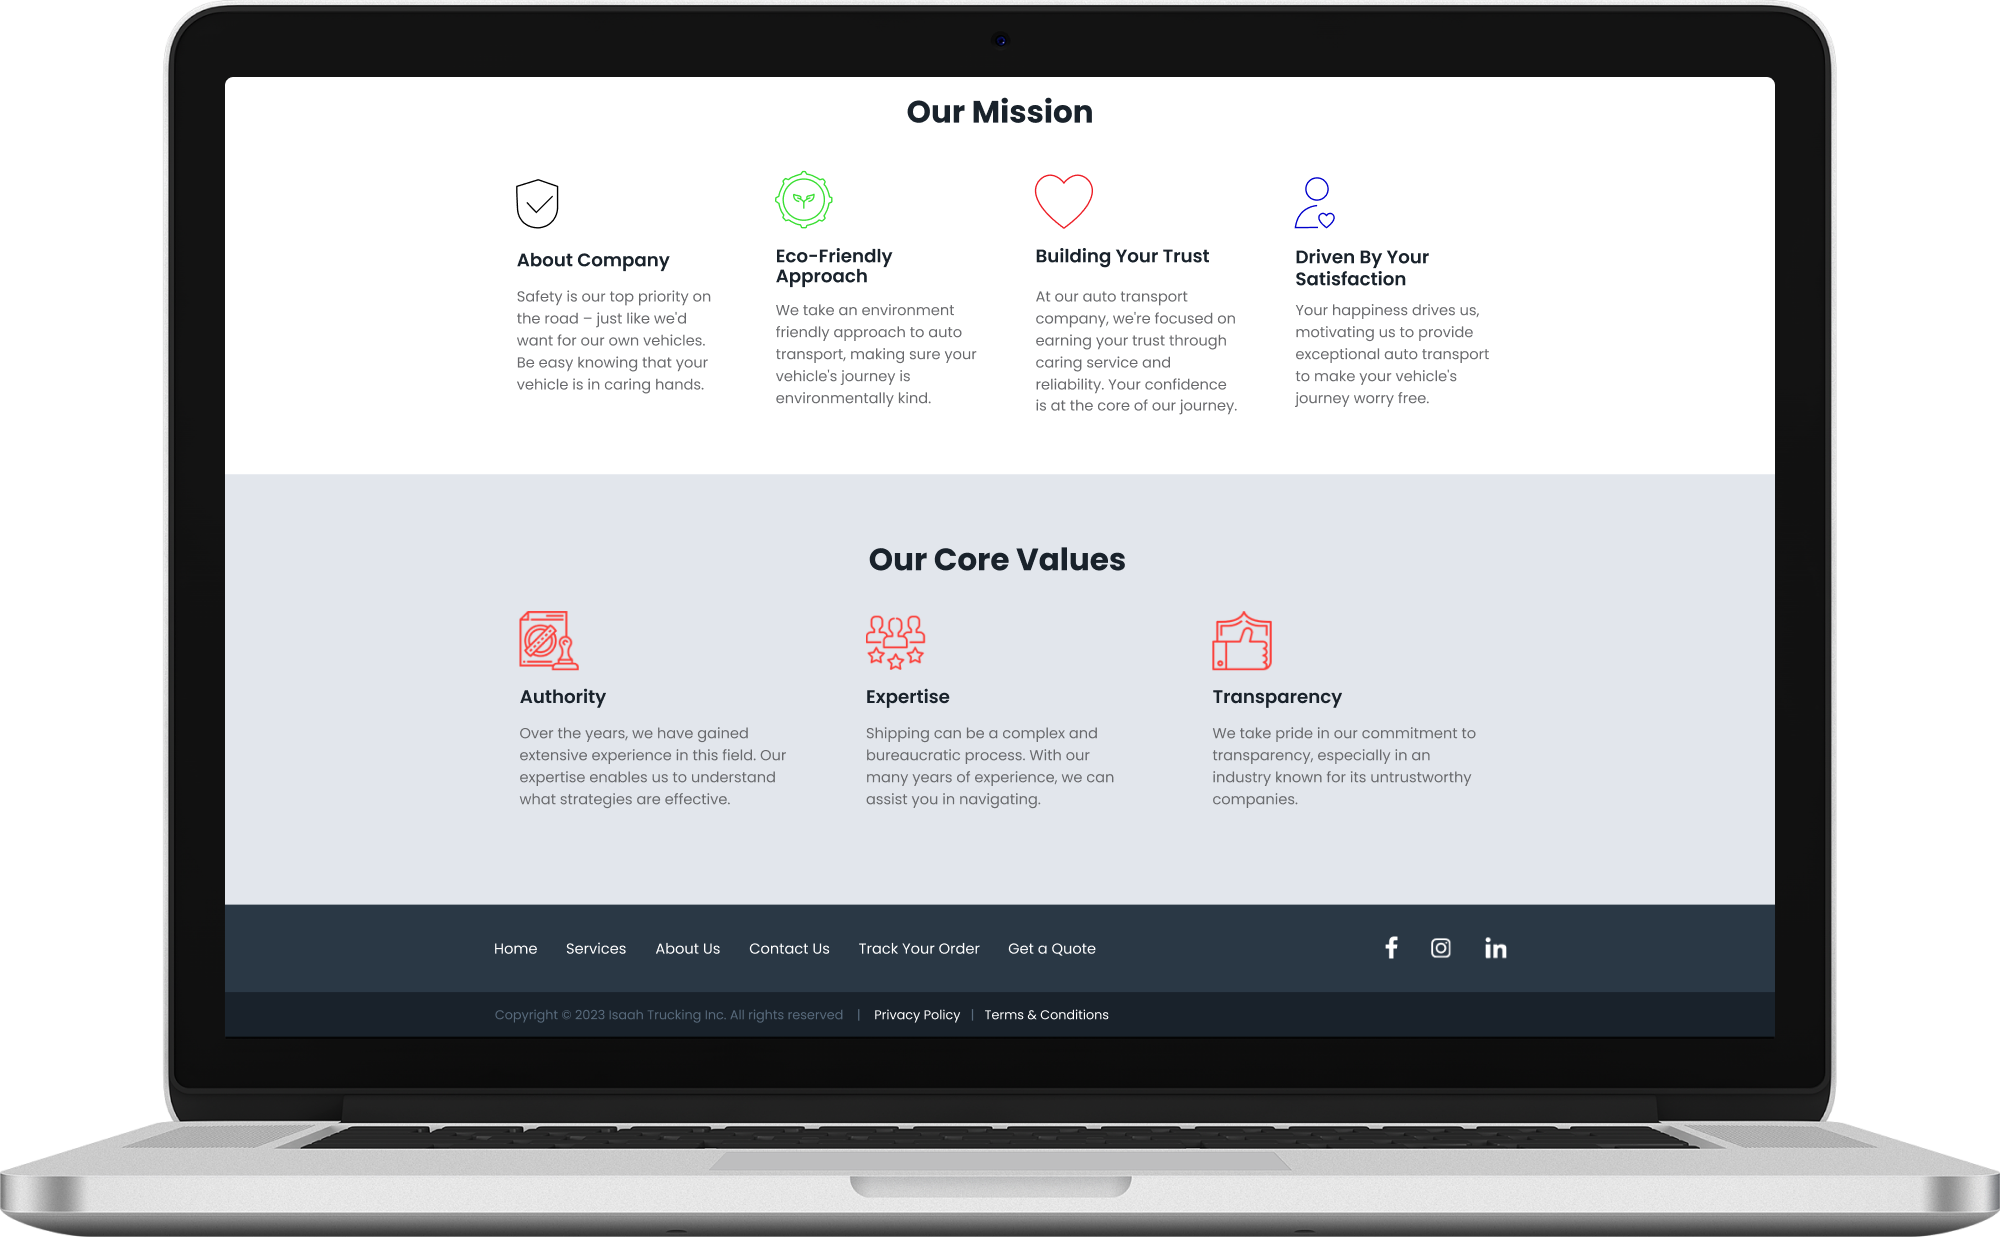 Our Mission
About Company
Safety is our top priority on
the road – just like we'd
want for our own vehicles.
Be easy knowing that your
vehicle is in caring hands.
Eco-Friendly
Approach
We take an environment
friendly approach to auto
transport, making sure your
vehicle's journey is
environmentally kind.
Building Your Trust
At our auto transport
company, we're focused on
earning your trust through
caring service and
reliability. Your confidence
is at the core of our journey.
Driven By Your
Satisfaction
Your happiness drives us,
motivating us to provide
exceptional auto transport
to make your vehicle's
journey worry free.
Our Core Values
Authority
Over the years, we have gained
extensive experience in this field. Our
expertise enables us to understand
what strategies are effective.
Expertise
Shipping can be a complex and
bureaucratic process. With our
many years of experience, we can
assist you in navigating.
Transparency
We take pride in our commitment to
transparency, especially in an
industry known for its untrustworthy
companies.
Home Services About Us Contact Us Track Your Order Get a Quote
Copyright © 2023 Isaah Trucking Inc. All rights reserved | Privacy Policy | Terms & Conditions